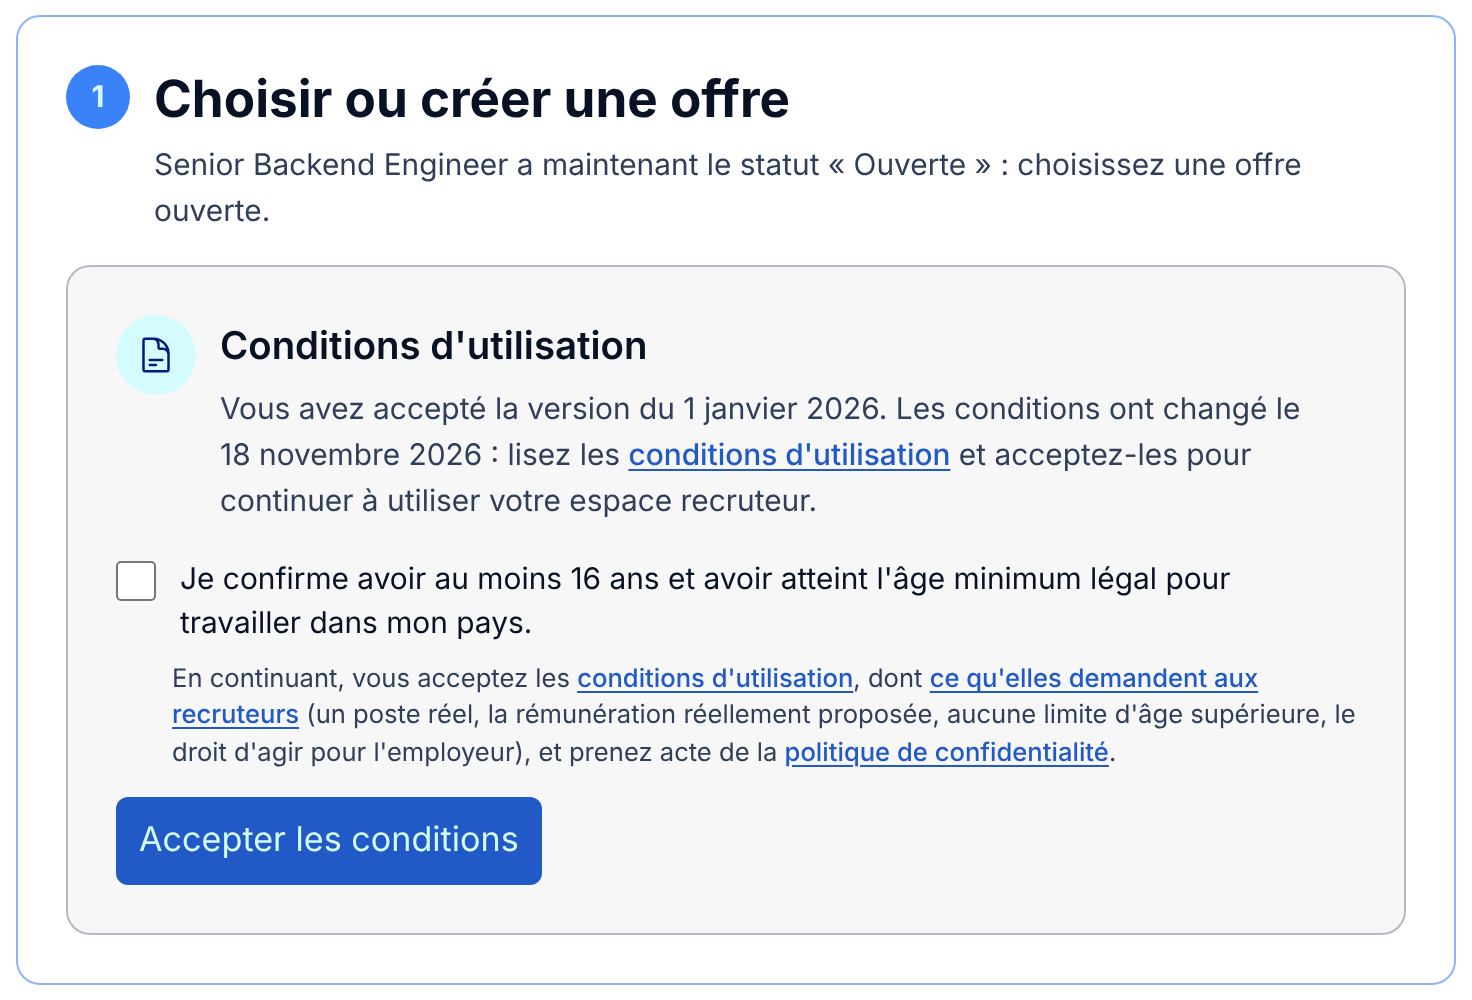 1
Choisir ou créer une offre
Senior Backend Engineer a maintenant le statut « Ouverte » : choisissez une offre
ouverte.
Conditions d'utilisation
Vous avez accepté la version du 1 janvier 2026. Les conditions ont changé le
18 novembre 2026 : lisez les conditions d'utilisation et acceptez-les pour
continuer à utiliser votre espace recruteur.
Je confirme avoir au moins 16 ans et avoir atteint l'âge minimum légal pour
travailler dans mon pays.
En continuant, vous acceptez les conditions d'utilisation, dont ce qu'elles demandent aux
recruteurs (un poste réel, la rémunération réellement proposée, aucune limite d'âge supérieure, le
droit d'agir pour l'employeur), et prenez acte de la politique de confidentialité.
Accepter les conditions